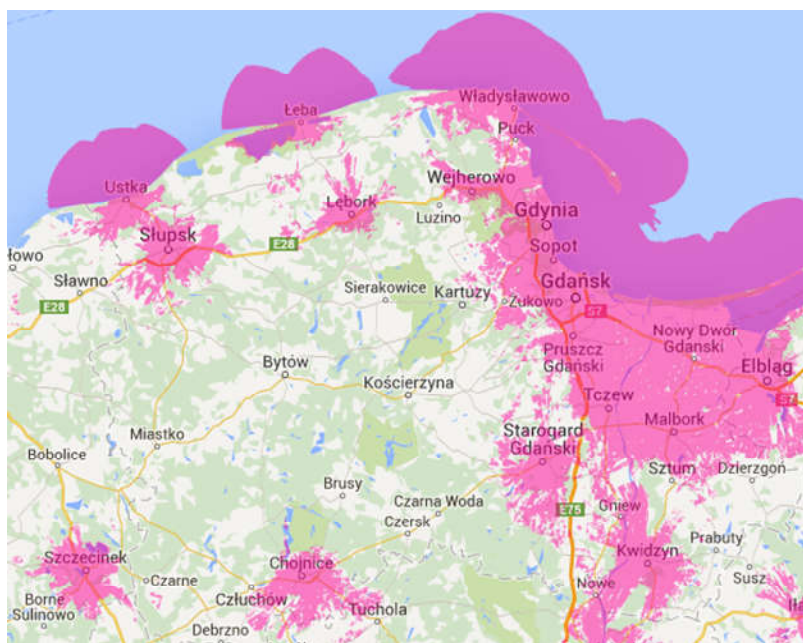 Władysławowo
Łeba
Puck
Ustka
Wejherowo
Lębork
Luzino
Gdynia
Słupsk
E28
Sopot
łowo
Sławno
Sierakowice
Kartuzy
Żukowo
Gdańsk
E28
S7
Nowy Dwór
Gdański
Pruszcz
Gdański
Elbląg
Bytów
Kościerzyna
S7
Tczew
Malbork
Miastko
Starogard
Gdański
Bobolice
Sztum
Dzierzgoń
Brusy
Czarna Woda
E75
Gniew
Czersk
Szczecinek
Chojnice
Kwidzyn
Prabuty
Susz
Czarne
Człuchów
Nowe
Borne
Sulinowo
Tuchola
Debrzno
Ił